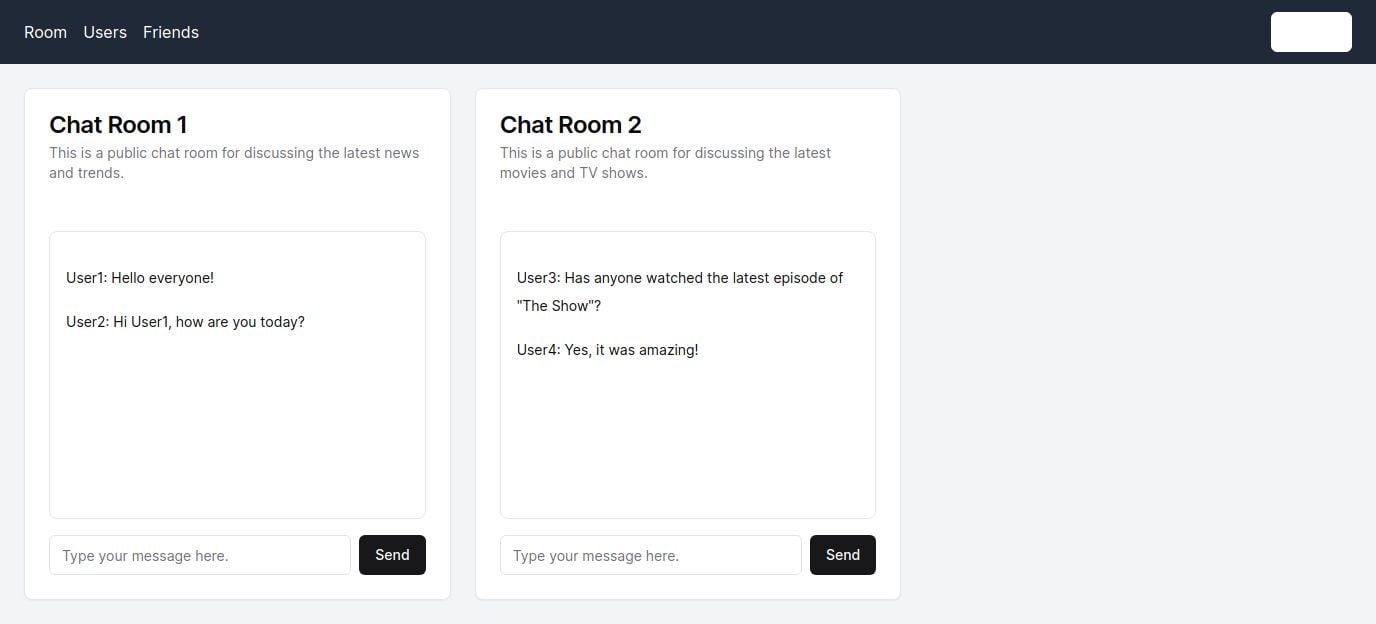 Room Users Friends
Chat Room 1
This is a public chat room for discussing the latest news
and trends.
User1: Hello everyone!
User2: Hi User1, how are you today?
Type your message here.
Send
Chat Room 2
This is a public chat room for discussing the latest
movies and TV shows.
User3: Has anyone watched the latest episode of
"The Show"?
User4: Yes, it was amazing!
Type your message here.
Send